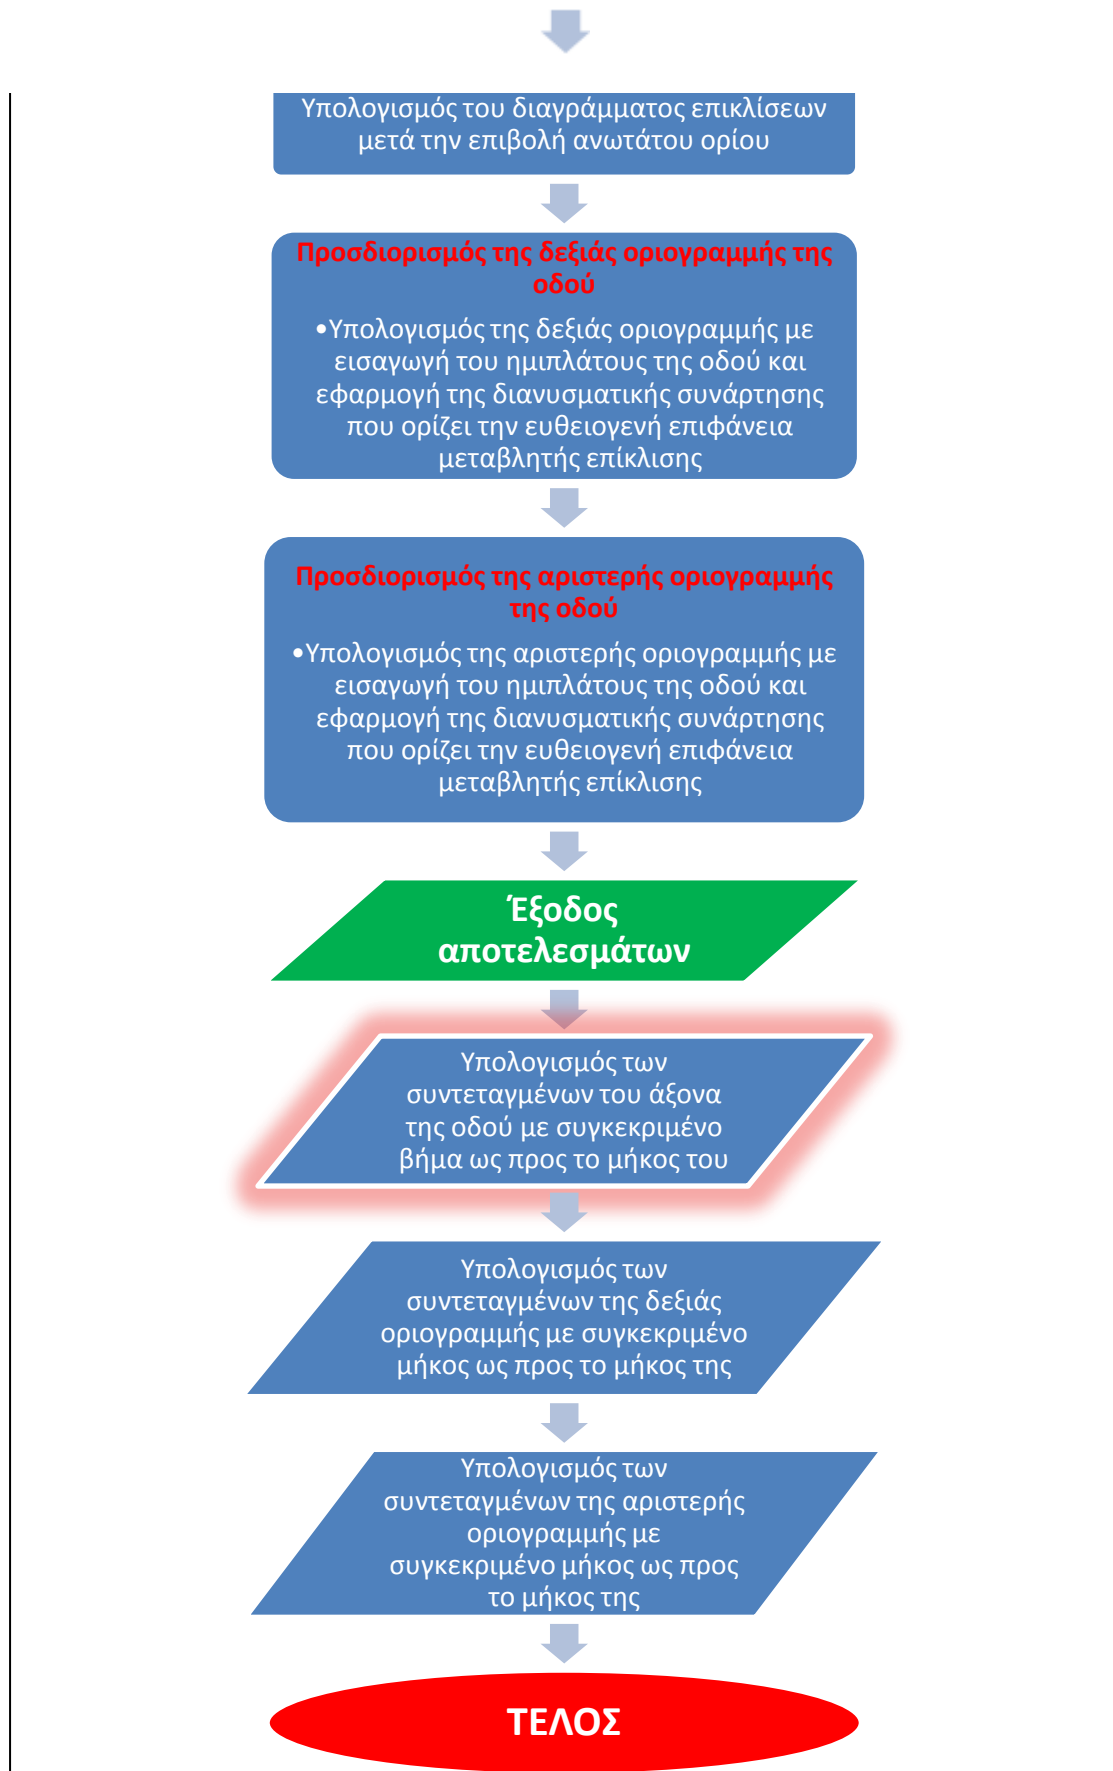 Υπολογισμός του διαγράμματος επικλίσεων
μετά την επιβολή ανωτάτου ορίου
Προσδιορισμός της δεξιάς οριογραμμής της
οδού
•Υπολογισμός της δεξιάς οριογραμμής με
εισαγωγή του ημιπλάτους της οδού και
εφαρμογή της διανυσματικής συνάρτησης
που ορίζει την ευθειογενή επιφάνεια
μεταβλητής επίκλισης
Προσδιορισμός της αριστερής οριογραμμής
της οδού
•Υπολογισμός της αριστερής οριογραμμής με
εισαγωγή του ημιπλάτους της οδού και
εφαρμογή της διανυσματικής συνάρτησης
που ορίζει την ευθειογενή επιφάνεια
μεταβλητής επίκλισης
Έξοδος
αποτελεσμάτων
Υπολογισμός των
συντεταγμένων του άξονα
της οδού με συγκεκριμένο
βήμα ως προς το μήκος του
Υπολογισμός των
συντεταγμένων της δεξιάς
οριογραμμής με συγκεκριμένο
μήκος ως προς το μήκος της
Υπολογισμός των
συντεταγμένων της αριστερής
οριογραμμής με
συγκεκριμένο μήκος ως προς
το μήκος της
ΤΕΛΟΣ